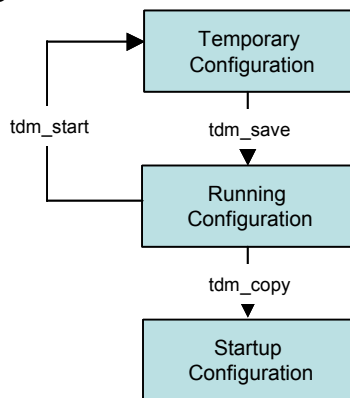 Temporary
Configuration
tdm_start
tdm_save
Running
Configuration
tdm_copy
Startup
Configuration